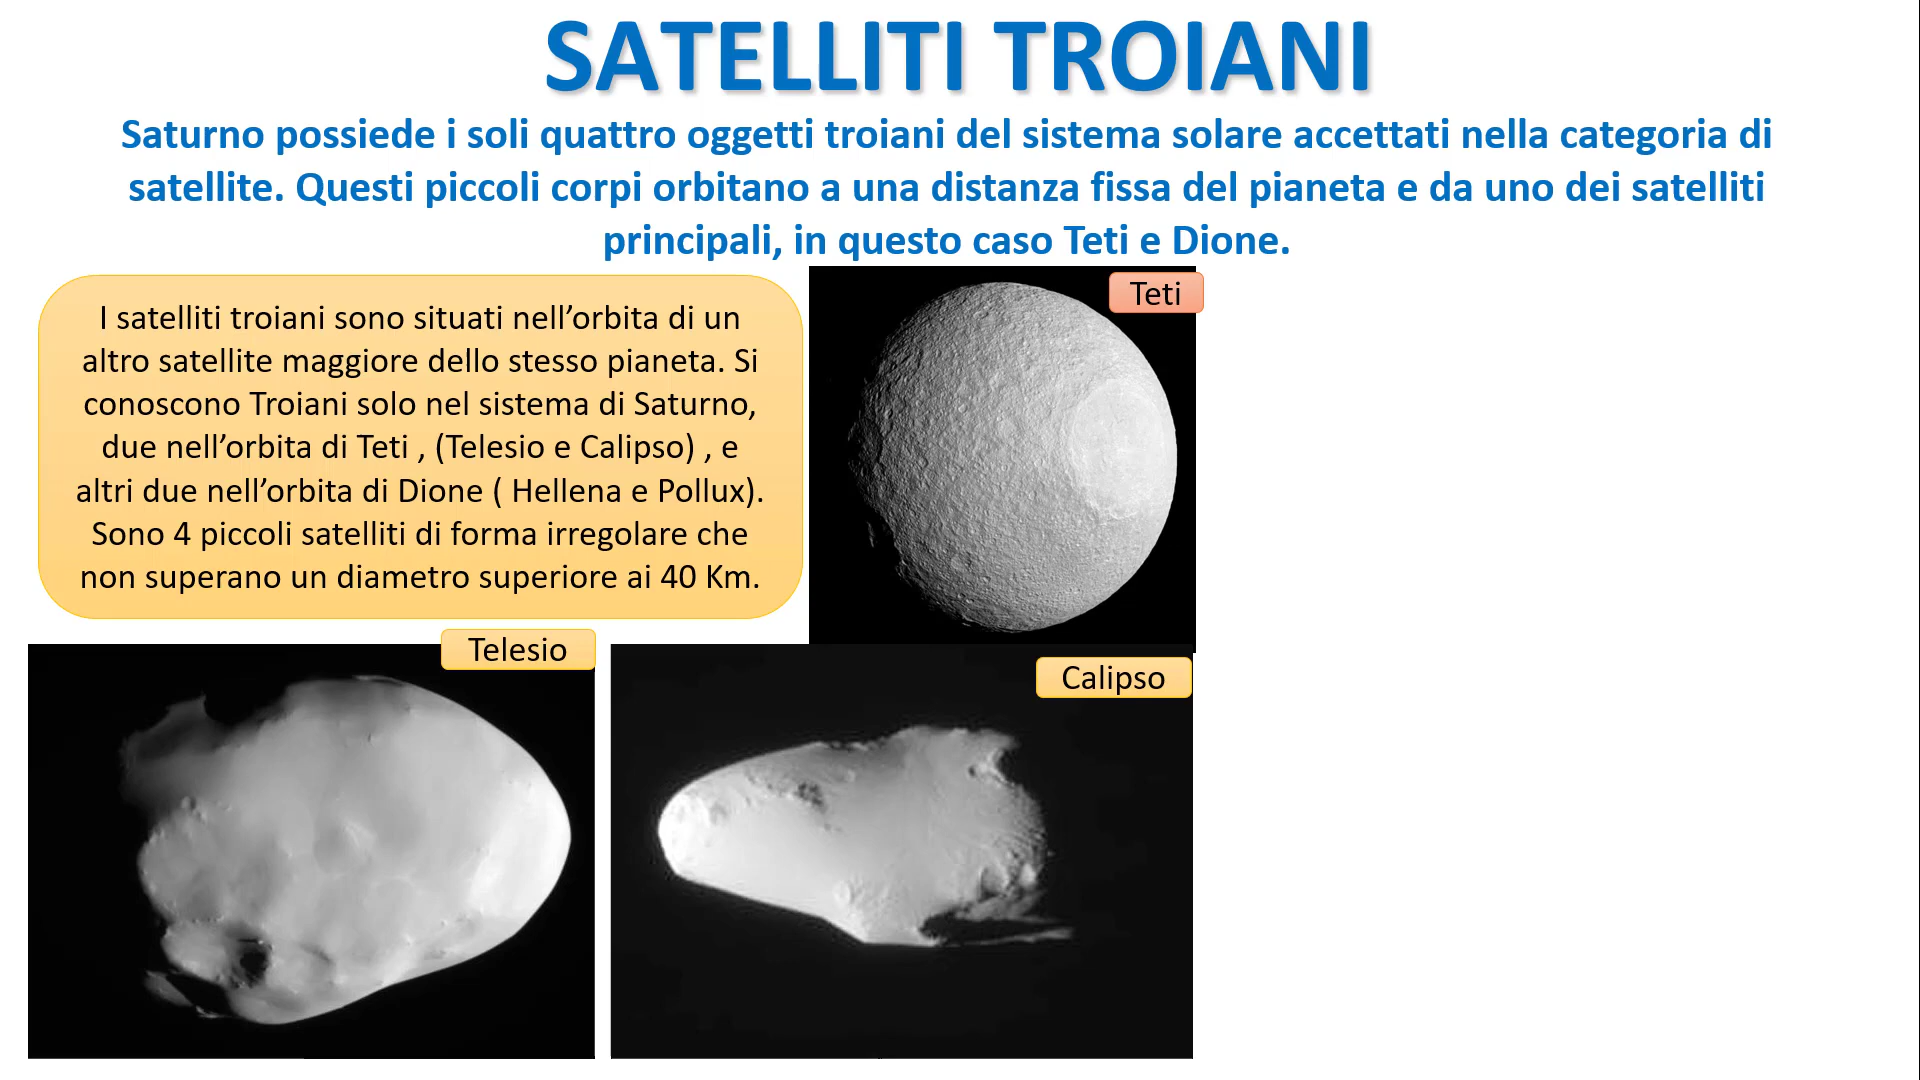 SATELLITI TROIANI
Saturno possiede i soli quattro oggetti troiani del sistema solare accettati nella categoria di
satellite. Questi piccoli corpi orbitano a una distanza fissa del pianeta e da uno dei satelliti
principali, in questo caso Teti e Dione.
I satelliti troiani sono situati nell’orbita di un
altro satellite maggiore dello stesso pianeta. Si
conoscono Troiani solo nel sistema di Saturno,
due nell’orbita di Teti , (Telesio e Calipso) , e
altri due nell’orbita di Dione ( Hellena e Pollux).
Sono 4 piccoli satelliti di forma irregolare che
non superano un diametro superiore ai 40 Km.
Teti
Telesio
Calipso